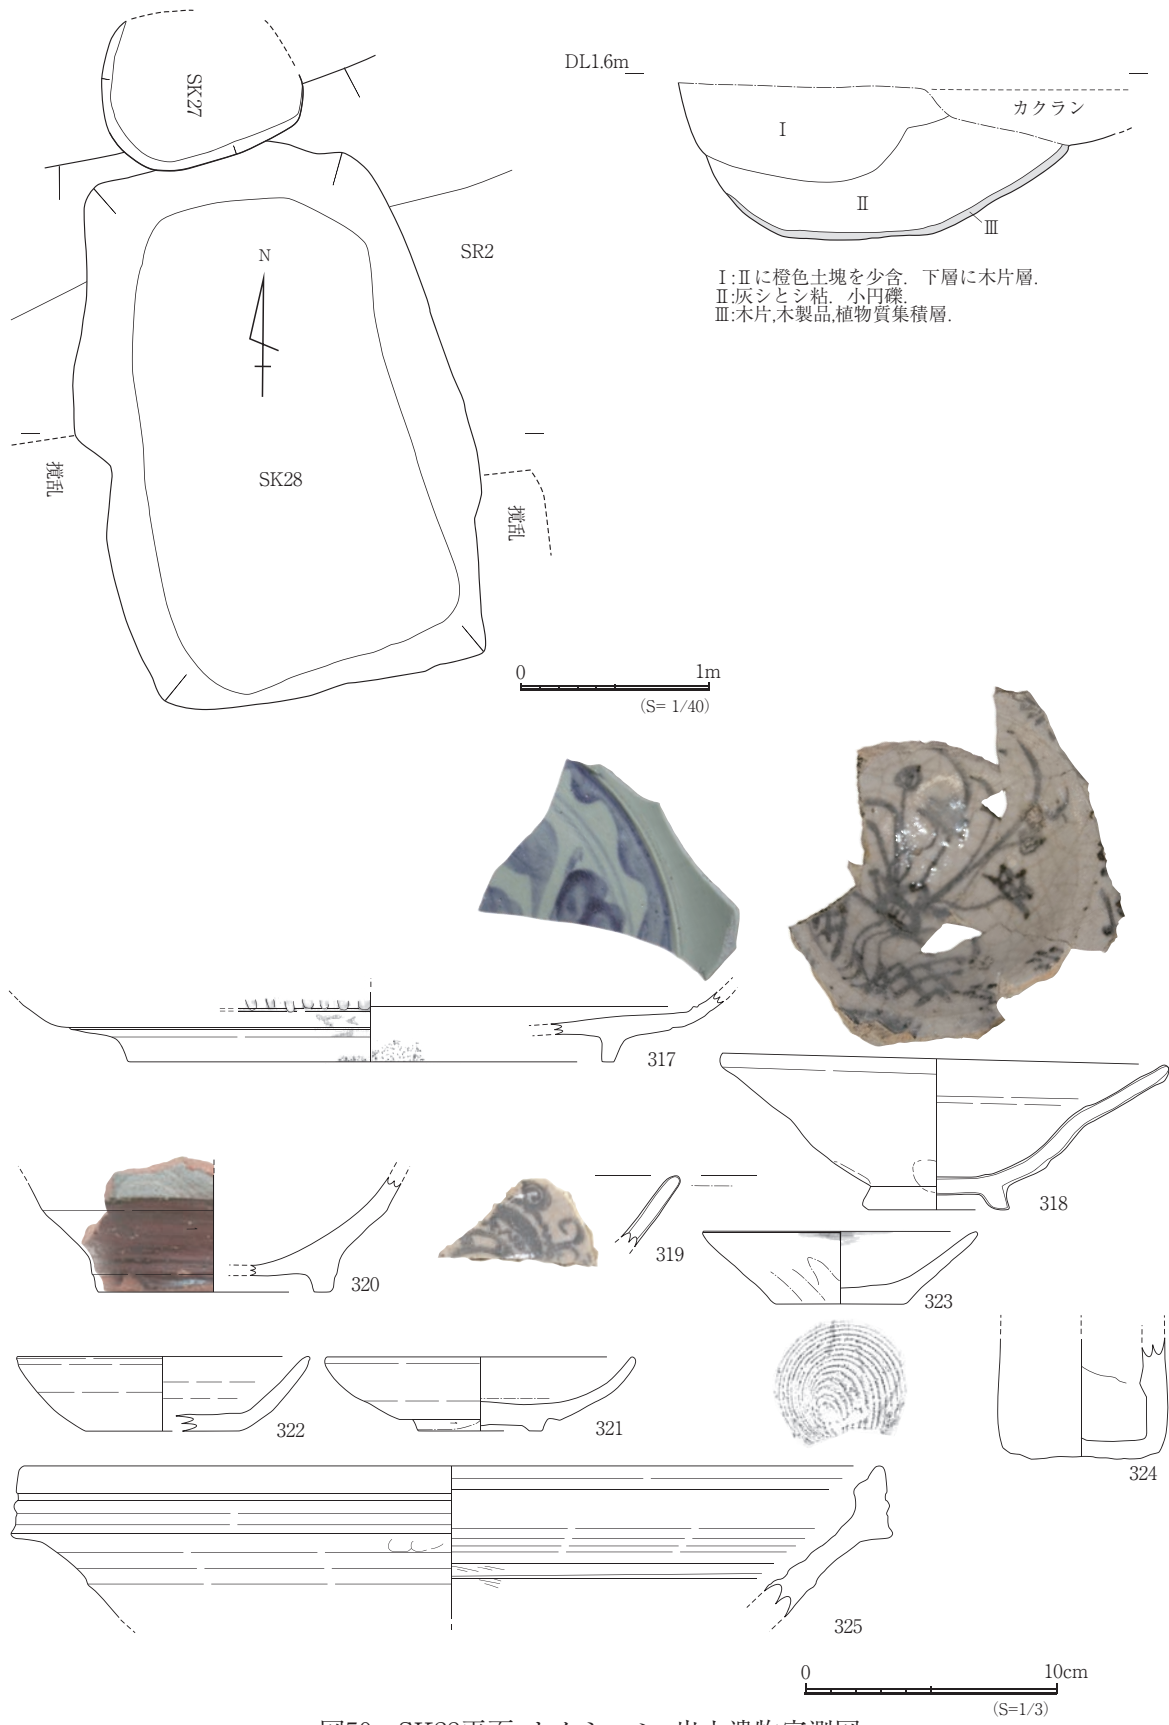 SK27
DL1.6m
カクラン
Ⅰ
Ⅱ
Ⅲ
SR2
N
Ⅰ:Ⅱに橙色土塊を少含. 下層に木片層.
Ⅱ:灰シとシ粘. 小円礫.
Ⅲ:木片,木製品,植物質集積層.
撹乱
SK28
撹乱
0 1m
(S= 1/40)
317
318
320
319
323
322
321
324
325
0 10cm
(S=1/3)